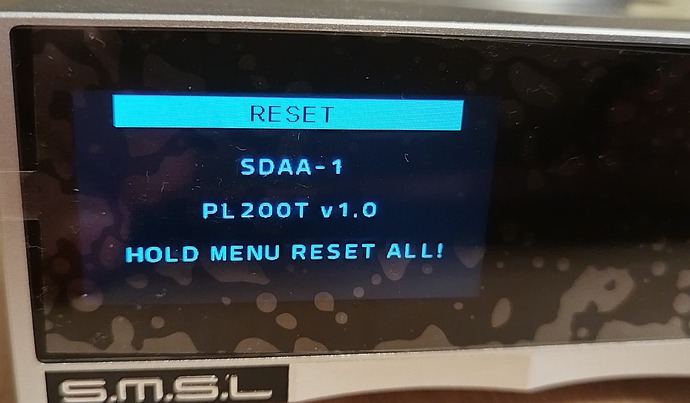 RESET
SDAA-1
PL200T v1.0
HOLD MENU RESET ALL!
S.M.S.L